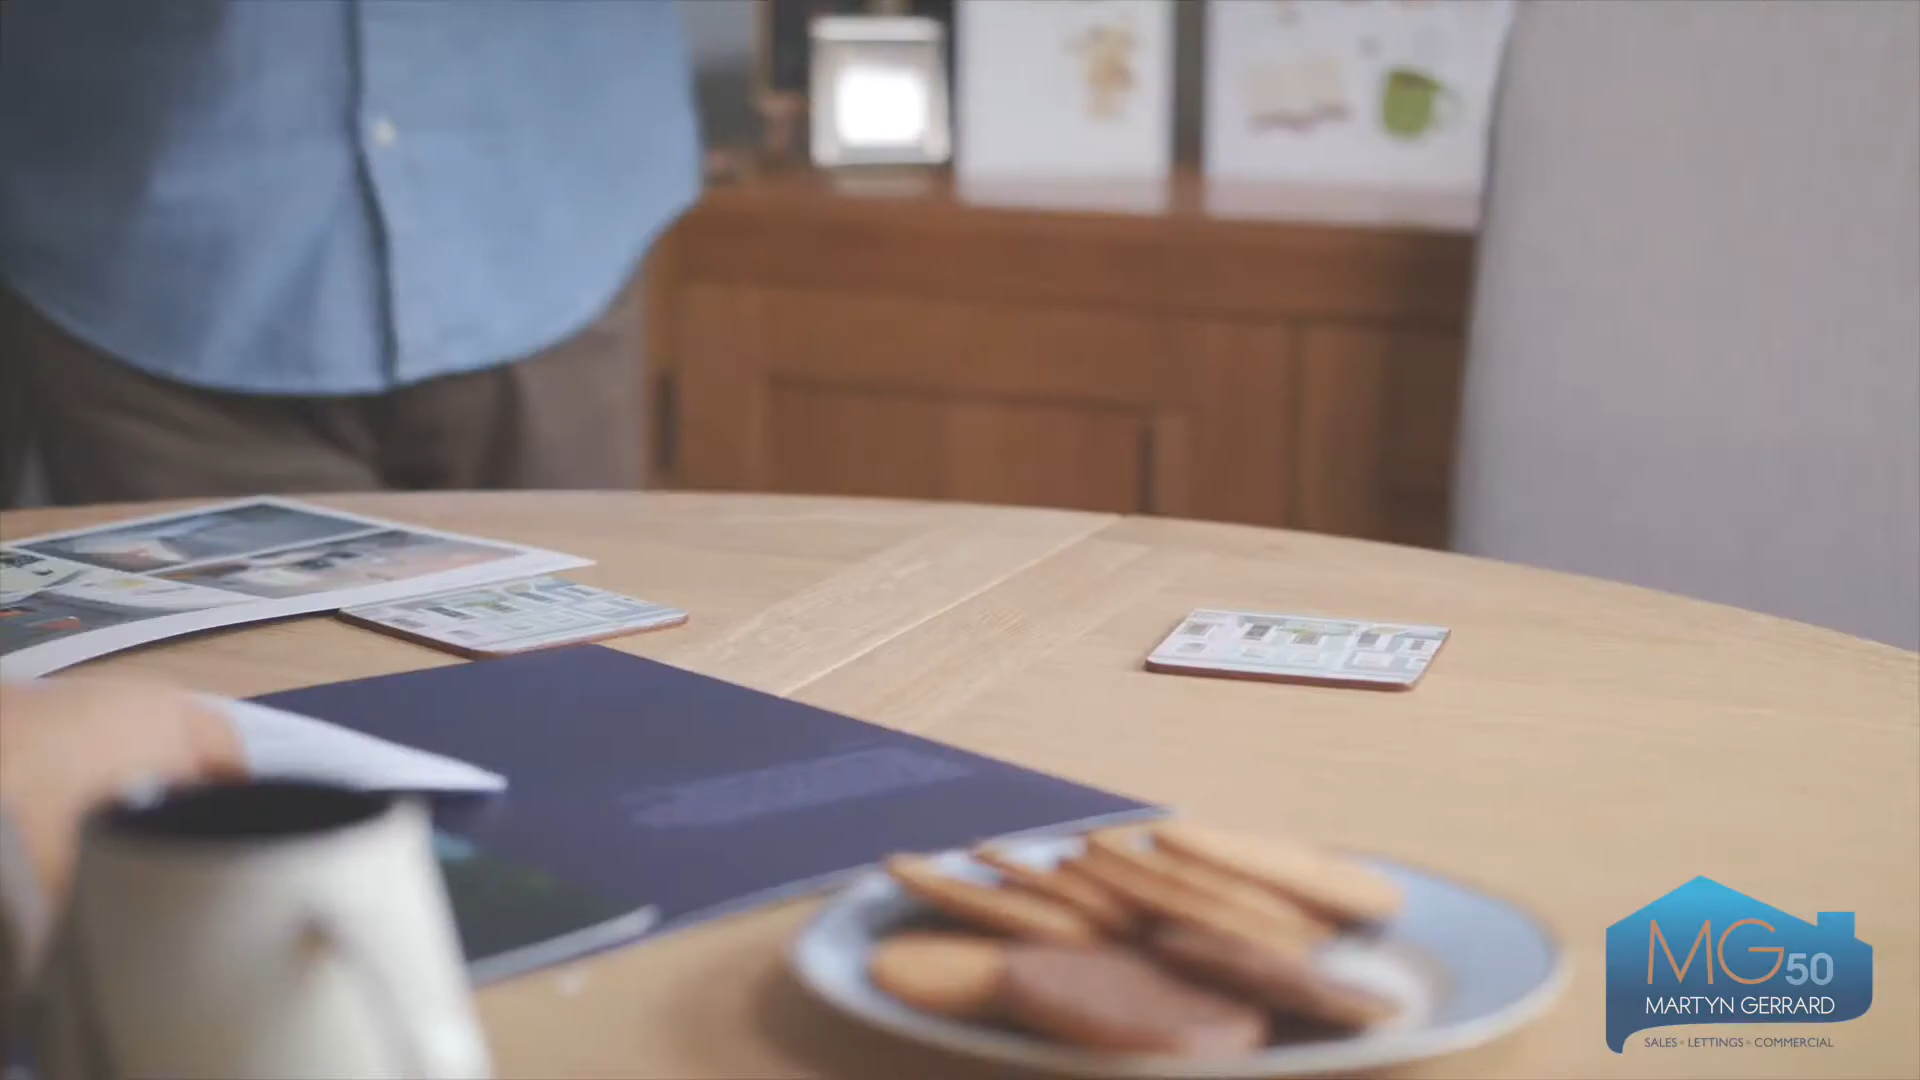 MG50
MARTYN GERRARD
SALES • LETTINGS • COMMERCIAL